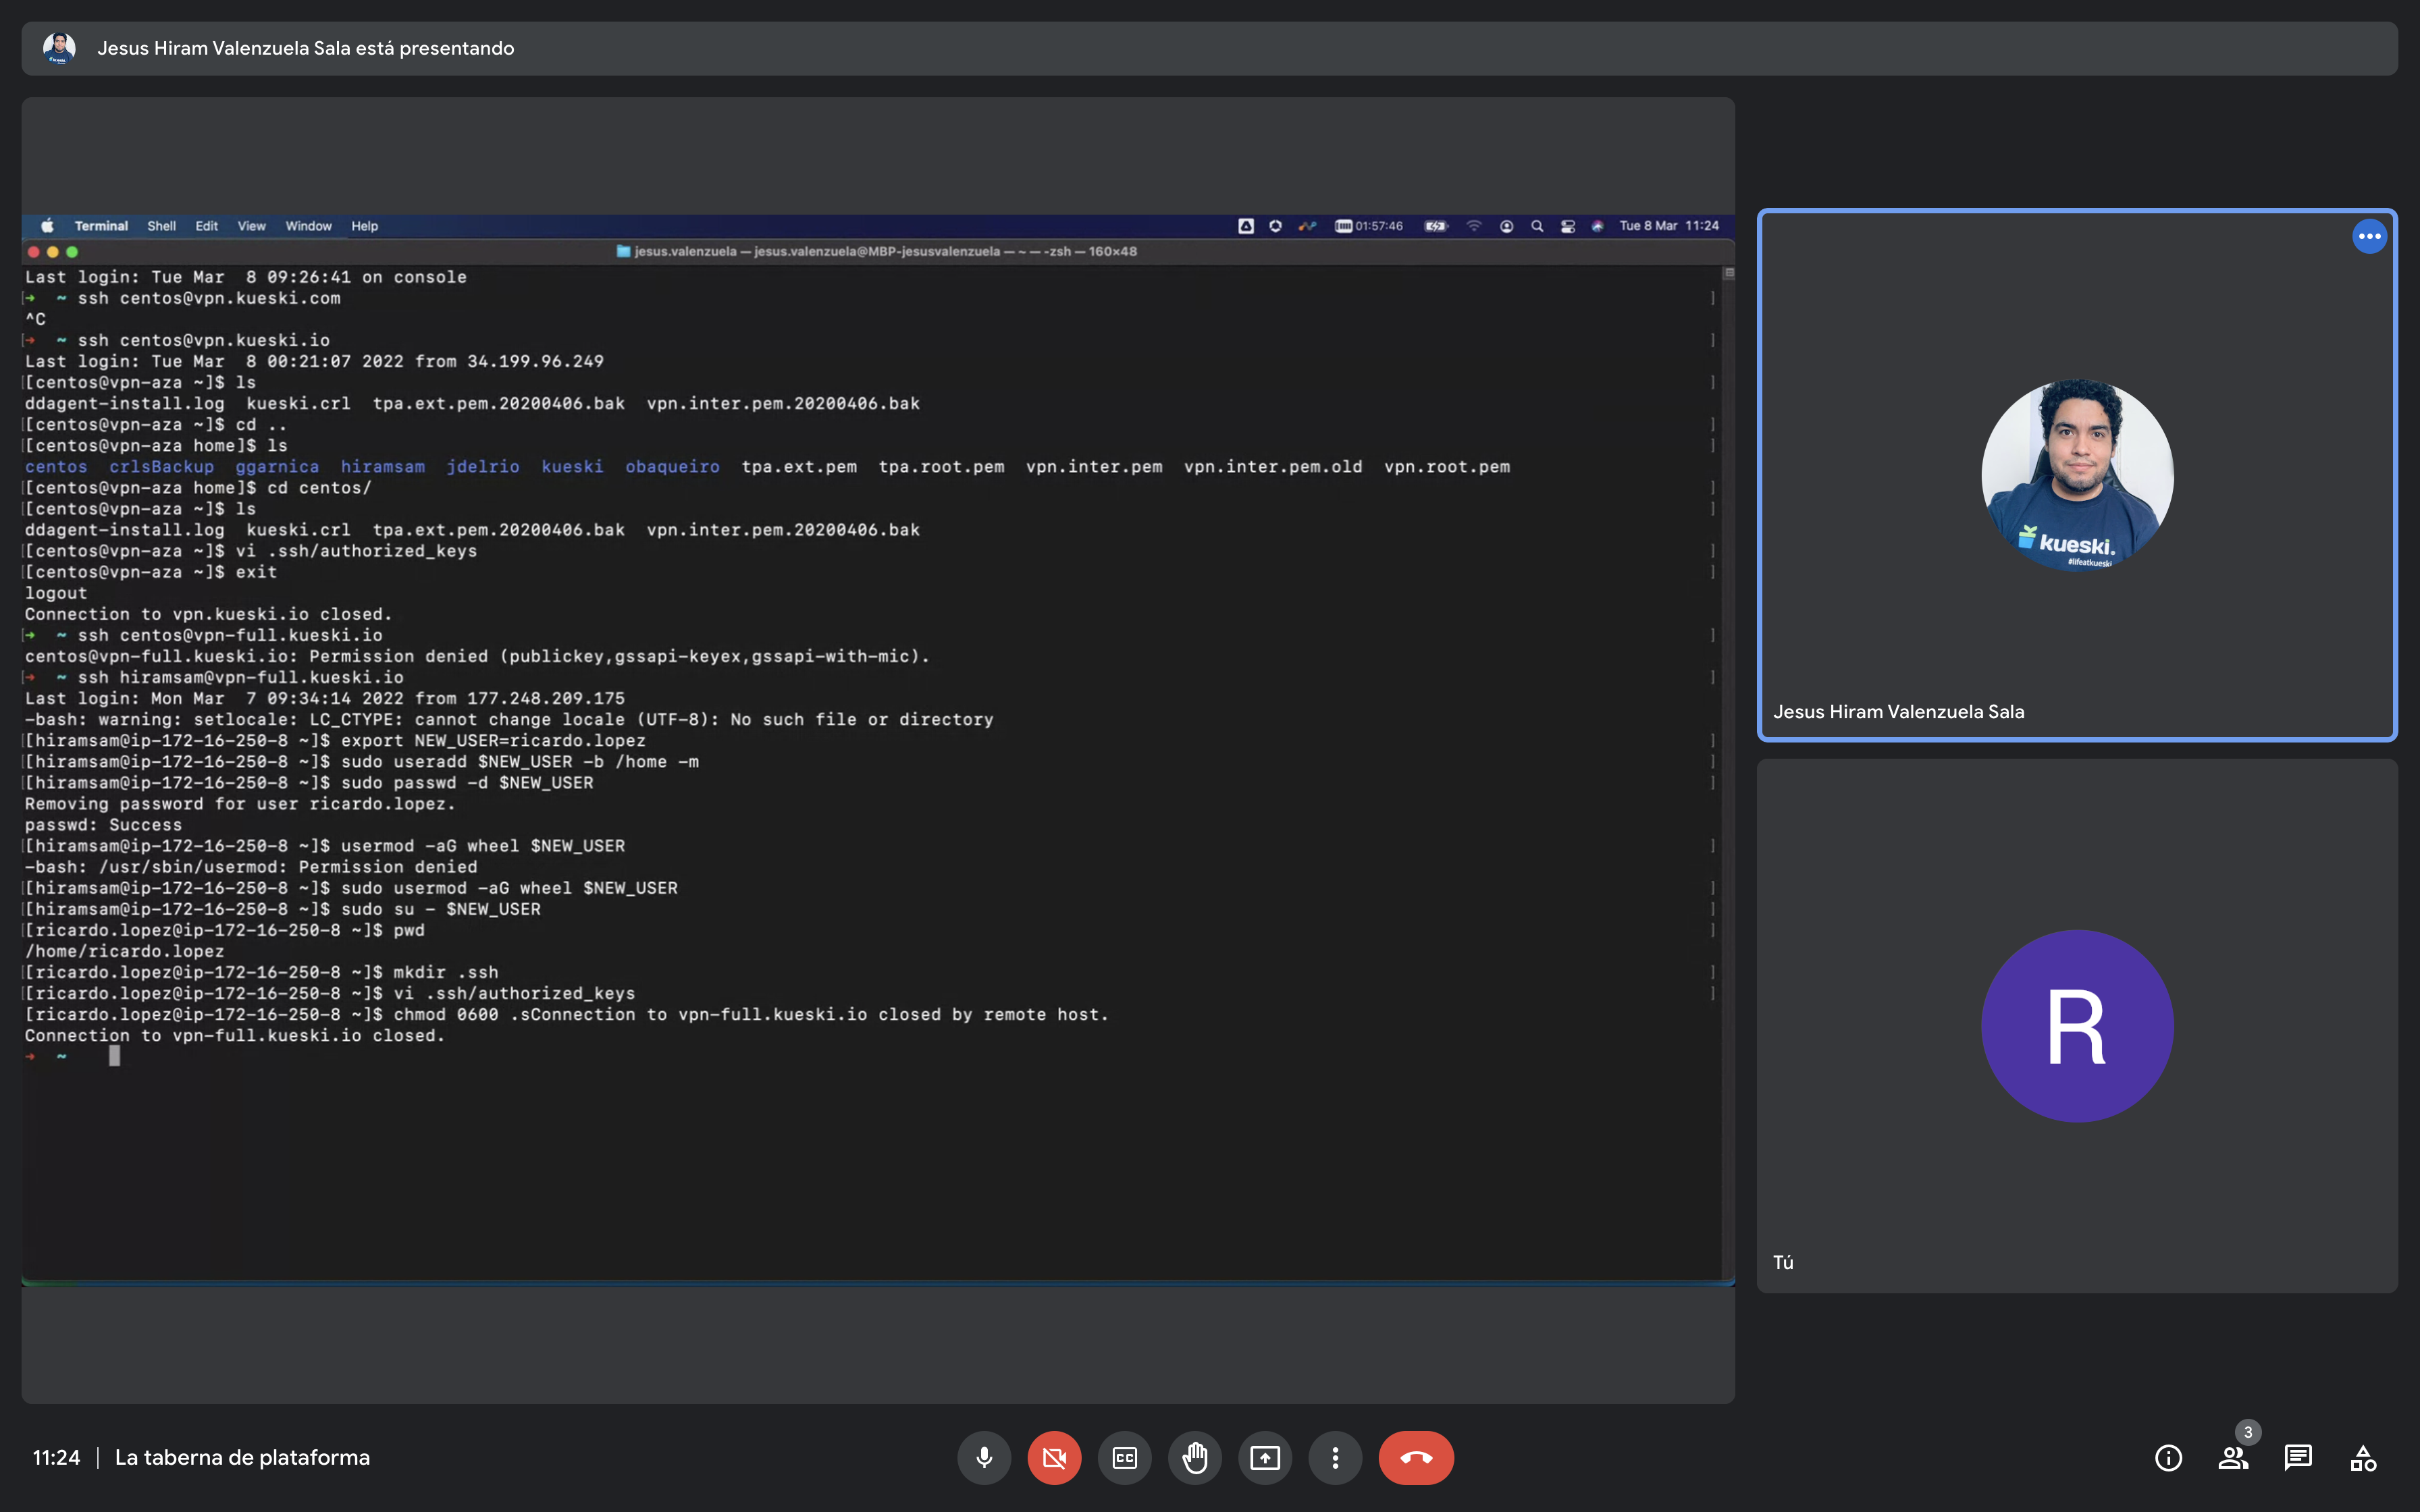 Jesus Hiram Valenzuela Sala está presentando
Terminal Shell Edit View Window Help
01:57:46 Tue 8 Mar 11:24
jesus.valenzuela — jesus.valenzuela@MBP-jesusvalenzuela — ~ — -zsh — 160×48
Last login: Tue Mar  8 09:26:41 on console
[➜  ~ ssh centos@vpn.kueski.com ]
^C
[➜  ~ ssh centos@vpn.kueski.io ]
Last login: Tue Mar  8 00:21:07 2022 from 34.199.96.249
[[centos@vpn-aza ~]$ ls ]
ddagent-install.log  kueski.crl  tpa.ext.pem.20200406.bak  vpn.inter.pem.20200406.bak
[[centos@vpn-aza ~]$ cd .. ]
[[centos@vpn-aza home]$ ls ]
centos  crlsBackup  ggarnica  hiramsam  jdelrio  kueski  obaqueiro  tpa.ext.pem  tpa.root.pem  vpn.inter.pem  vpn.inter.pem.old  vpn.root.pem
[[centos@vpn-aza home]$ cd centos/ ]
[[centos@vpn-aza ~]$ ls ]
ddagent-install.log  kueski.crl  tpa.ext.pem.20200406.bak  vpn.inter.pem.20200406.bak
[[centos@vpn-aza ~]$ vi .ssh/authorized_keys ]
[[centos@vpn-aza ~]$ exit ]
logout
Connection to vpn.kueski.io closed.
[➜  ~ ssh centos@vpn-full.kueski.io ]
centos@vpn-full.kueski.io: Permission denied (publickey,gssapi-keyex,gssapi-with-mic).
[➜  ~ ssh hiramsam@vpn-full.kueski.io ]
Last login: Mon Mar  7 09:34:14 2022 from 177.248.209.175
-bash: warning: setlocale: LC_CTYPE: cannot change locale (UTF-8): No such file or directory
[[hiramsam@ip-172-16-250-8 ~]$ export NEW_USER=ricardo.lopez ]
[[hiramsam@ip-172-16-250-8 ~]$ sudo useradd $NEW_USER -b /home -m ]
[[hiramsam@ip-172-16-250-8 ~]$ sudo passwd -d $NEW_USER ]
Removing password for user ricardo.lopez.
passwd: Success
[[hiramsam@ip-172-16-250-8 ~]$ usermod -aG wheel $NEW_USER ]
-bash: /usr/sbin/usermod: Permission denied
[[hiramsam@ip-172-16-250-8 ~]$ sudo usermod -aG wheel $NEW_USER ]
[[hiramsam@ip-172-16-250-8 ~]$ sudo su - $NEW_USER ]
[[ricardo.lopez@ip-172-16-250-8 ~]$ pwd ]
/home/ricardo.lopez
[[ricardo.lopez@ip-172-16-250-8 ~]$ mkdir .ssh ]
[[ricardo.lopez@ip-172-16-250-8 ~]$ vi .ssh/authorized_keys ]
[ricardo.lopez@ip-172-16-250-8 ~]$ chmod 0600 .sConnection to vpn-full.kueski.io closed by remote host.
Connection to vpn-full.kueski.io closed.
➜  ~
kueski.
#lifeatkueski
Jesus Hiram Valenzuela Sala
R
Tú
11:24 | La taberna de plataforma
CC
3